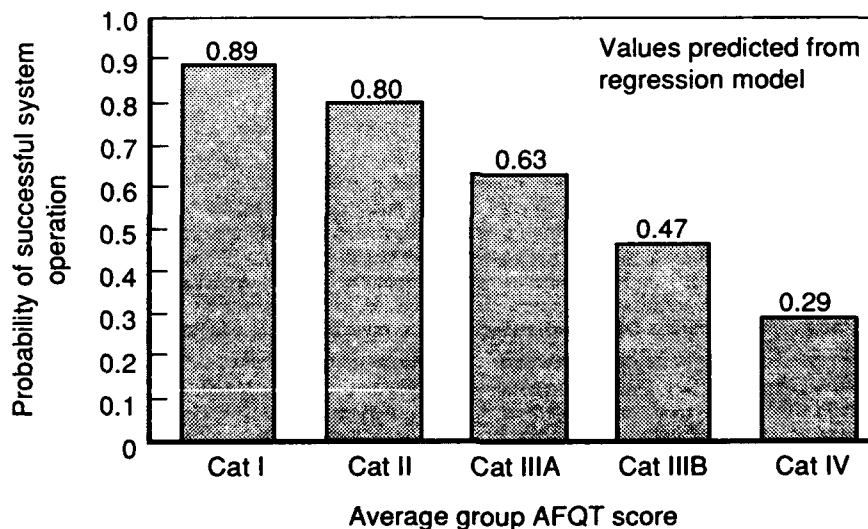 Probability of successful system
operation
1.0
0.9
0.8
0.7
0.6
0.5
0.4
0.3
0.2
0.1
0
Values predicted from
regression model
0.89
0.80
0.63
0.47
0.29
Cat I Cat II Cat IIIA Cat IIIB Cat IV
Average group AFQT score